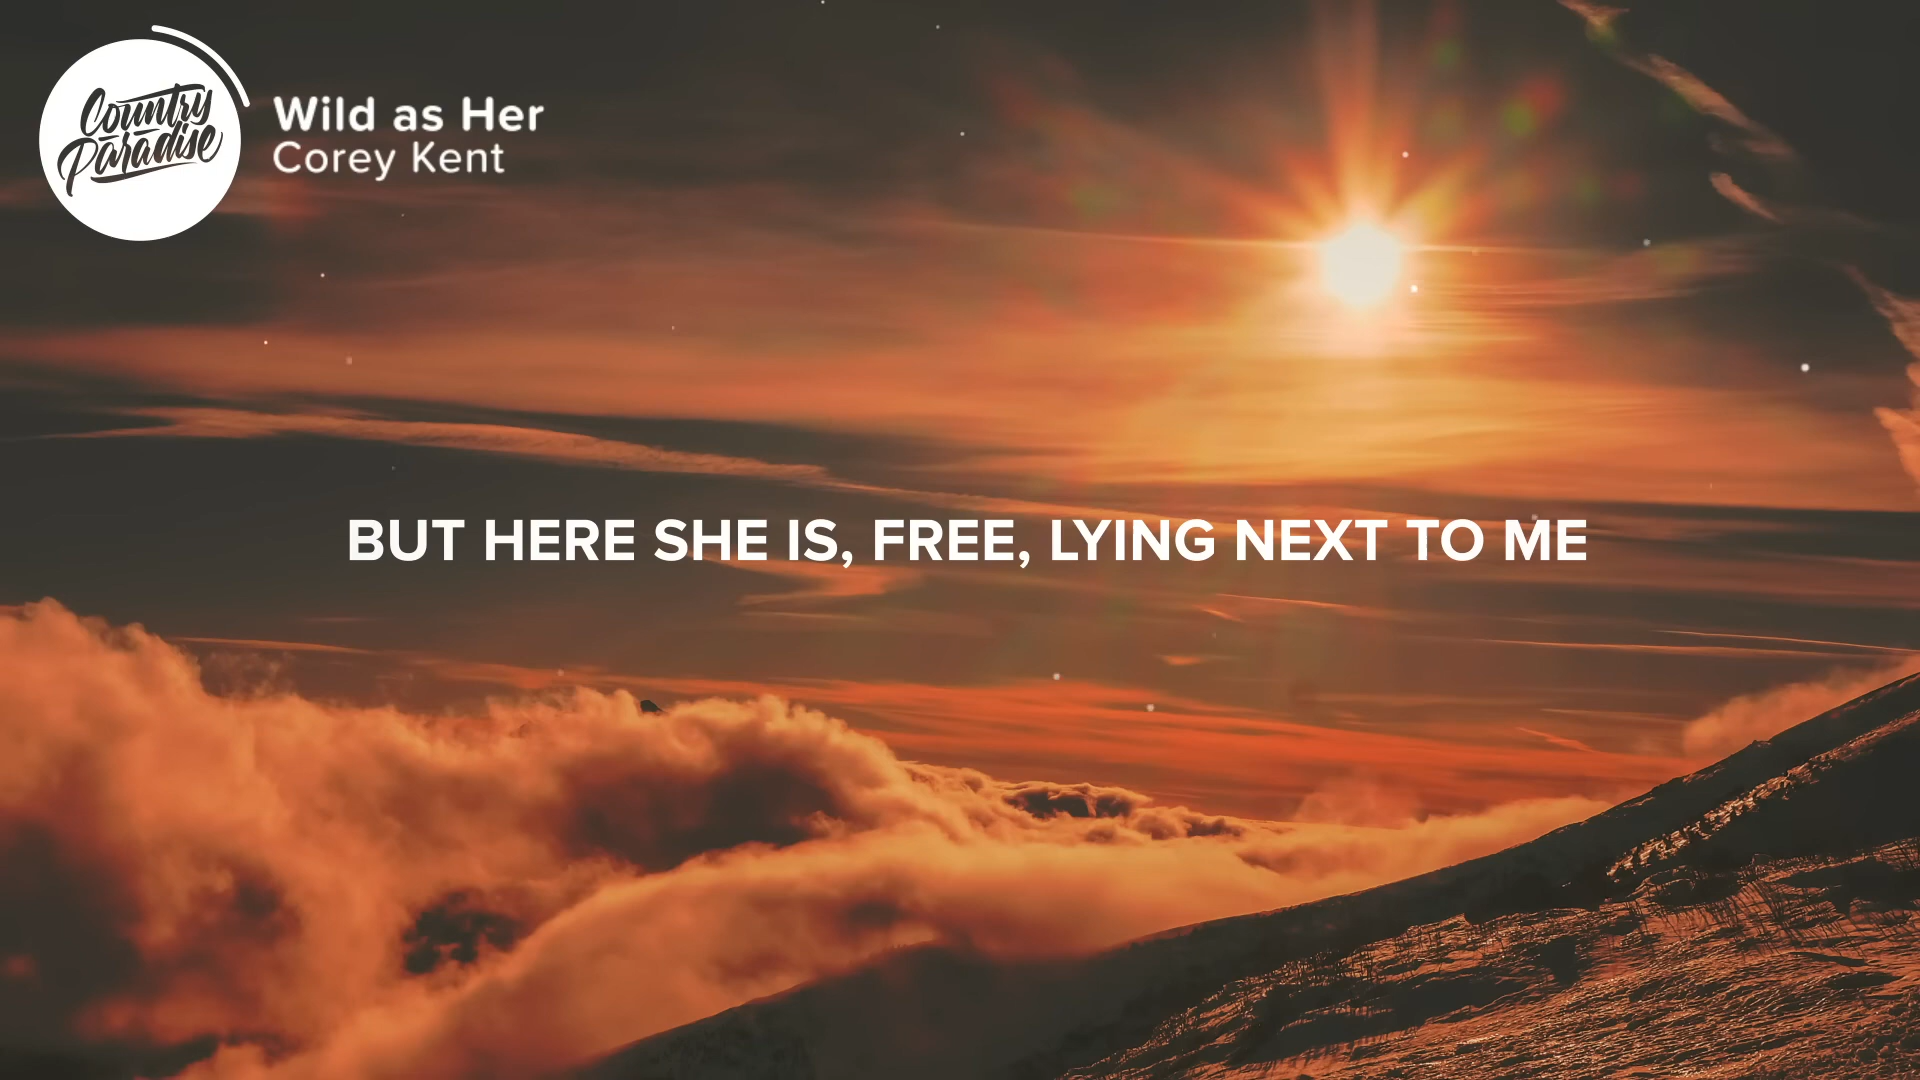 Country
Paradise
Wild as Her
Corey Kent
BUT HERE SHE IS, FREE, LYING NEXT TO ME